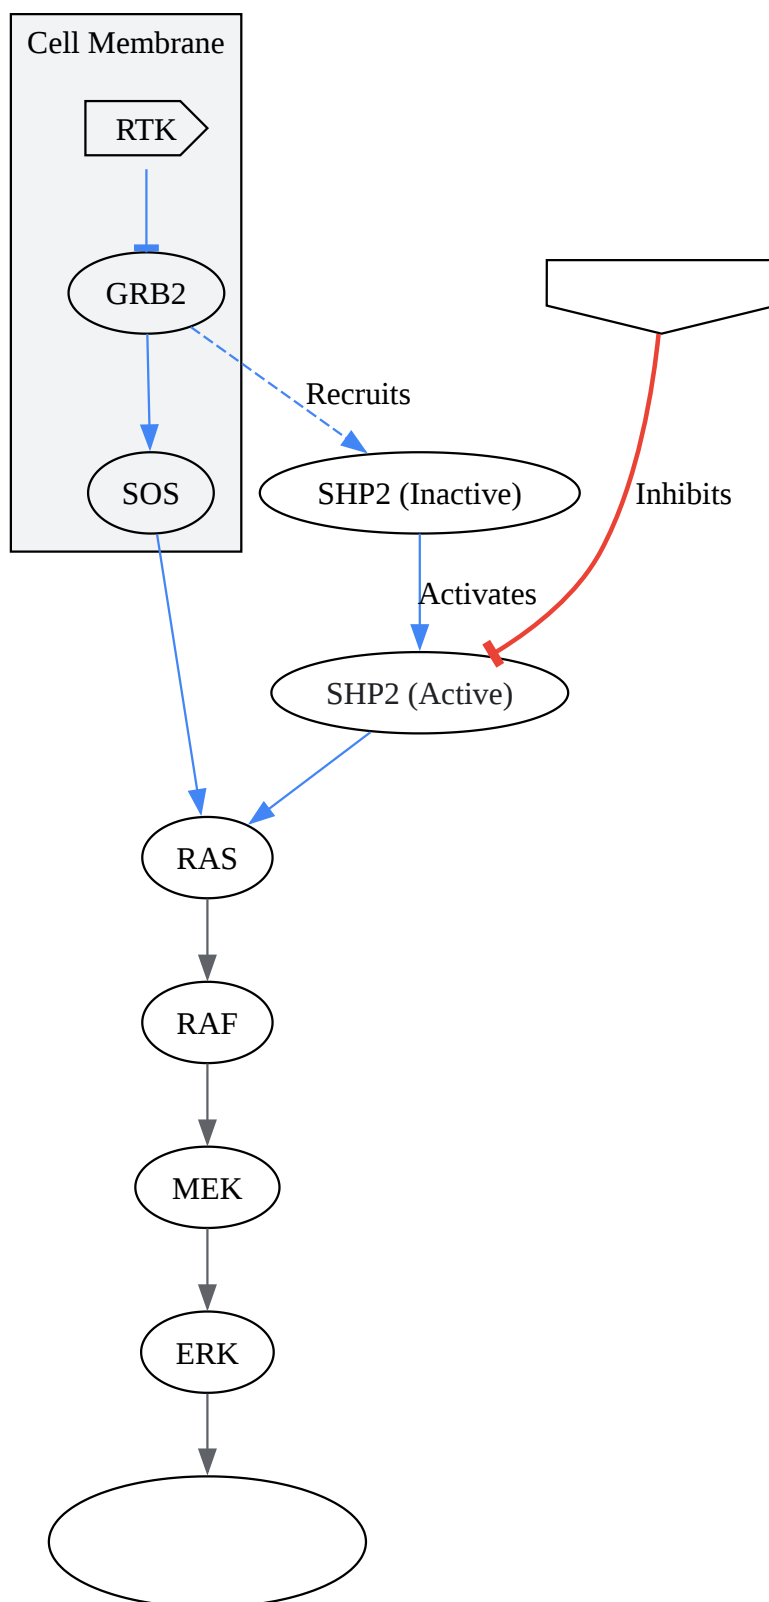 Cell Membrane
RTK
GRB2
Recruits
SOS
SHP2 (Inactive)
Inhibits
Activates
SHP2 (Active)
RAS
RAF
MEK
ERK